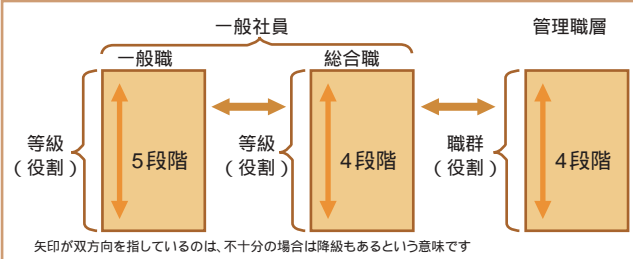 一般社員
管理職層
一般職
総合職
等級
（役割）
5段階
等級
（役割）
4段階
職群
（役割）
4段階
矢印が双方向を指しているのは、不十分の場合は降級もあるという意味です